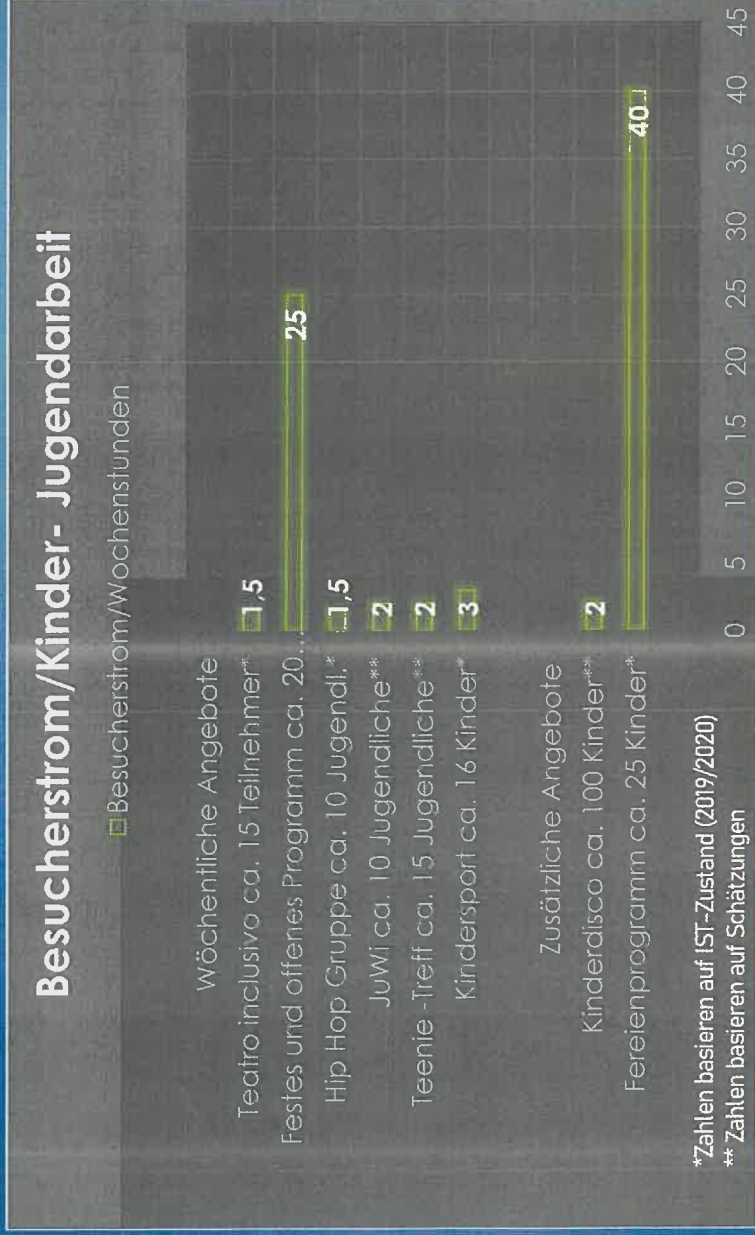 Besucherstrom/Kinder- Jugendarbeit
Besucherstrom/Wochenstunden
Wöchentliche Angebote
Teatro inclusivo ca. 15 Teilnehmer* 1,5
Festes und offenes Programm ca. 20... 25
Hip Hop Gruppe ca. 10 Jugendl.* 1,5
JuWi ca. 10 Jugendliche** 2
Teenie -Treff ca. 15 Jugendliche** 2
Kindersport ca. 16 Kinder* 3
Zusätzliche Angebote
Kinderdisco ca. 100 Kinder** 2
Fereienprogramm ca. 25 Kinder* 40
0 5 10 15 20 25 30 35 40 45
*Zahlen basieren auf IST-Zustand (2019/2020)
** Zahlen basieren auf Schätzungen